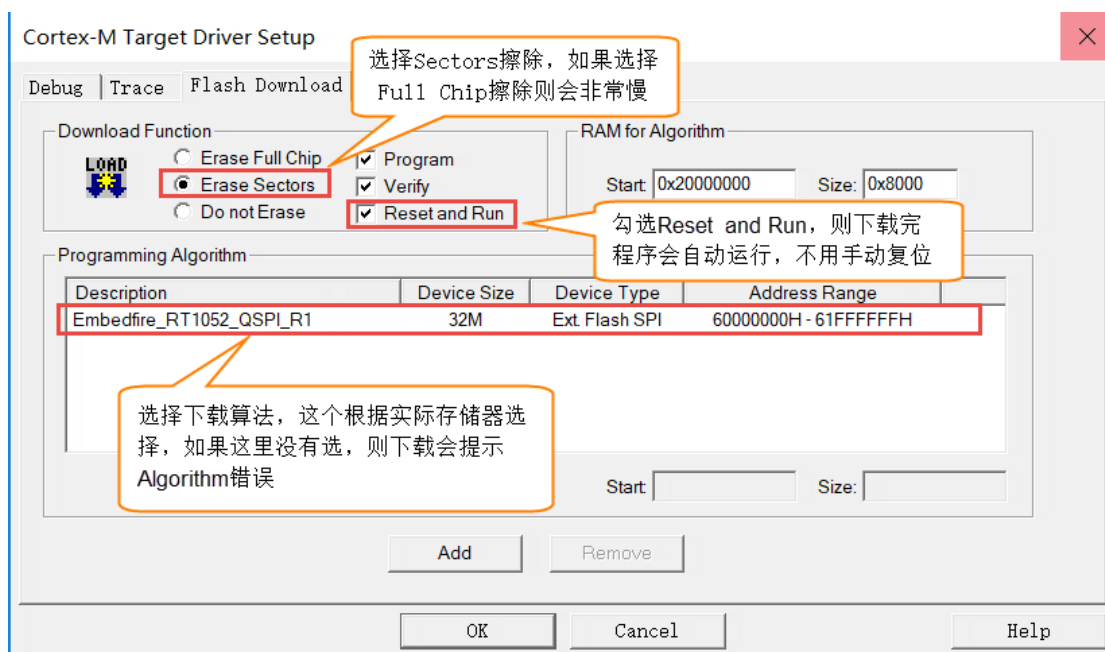 Cortex-M Target Driver Setup
选择Sectors擦除，如果选择
Full Chip擦除则会非常慢
Debug
Trace
Flash Download
Download Function
LOAD
Erase Full Chip
Erase Sectors
Do not Erase
Program
Verify
Reset and Run
RAM for Algorithm
Start: 0x20000000
Size: 0x8000
勾选Reset and Run，则下载完
程序会自动运行，不用手动复位
Programming Algorithm
Description Device Size Device Type Address Range
Embedfire_RT1052_QSPI_R1 32M Ext. Flash SPI 60000000H - 61FFFFFFH
选择下载算法，这个根据实际存储器选
择，如果这里没有选，则下载会提示
Algorithm错误
Start:
Size:
Add
Remove
OK
Cancel
Help